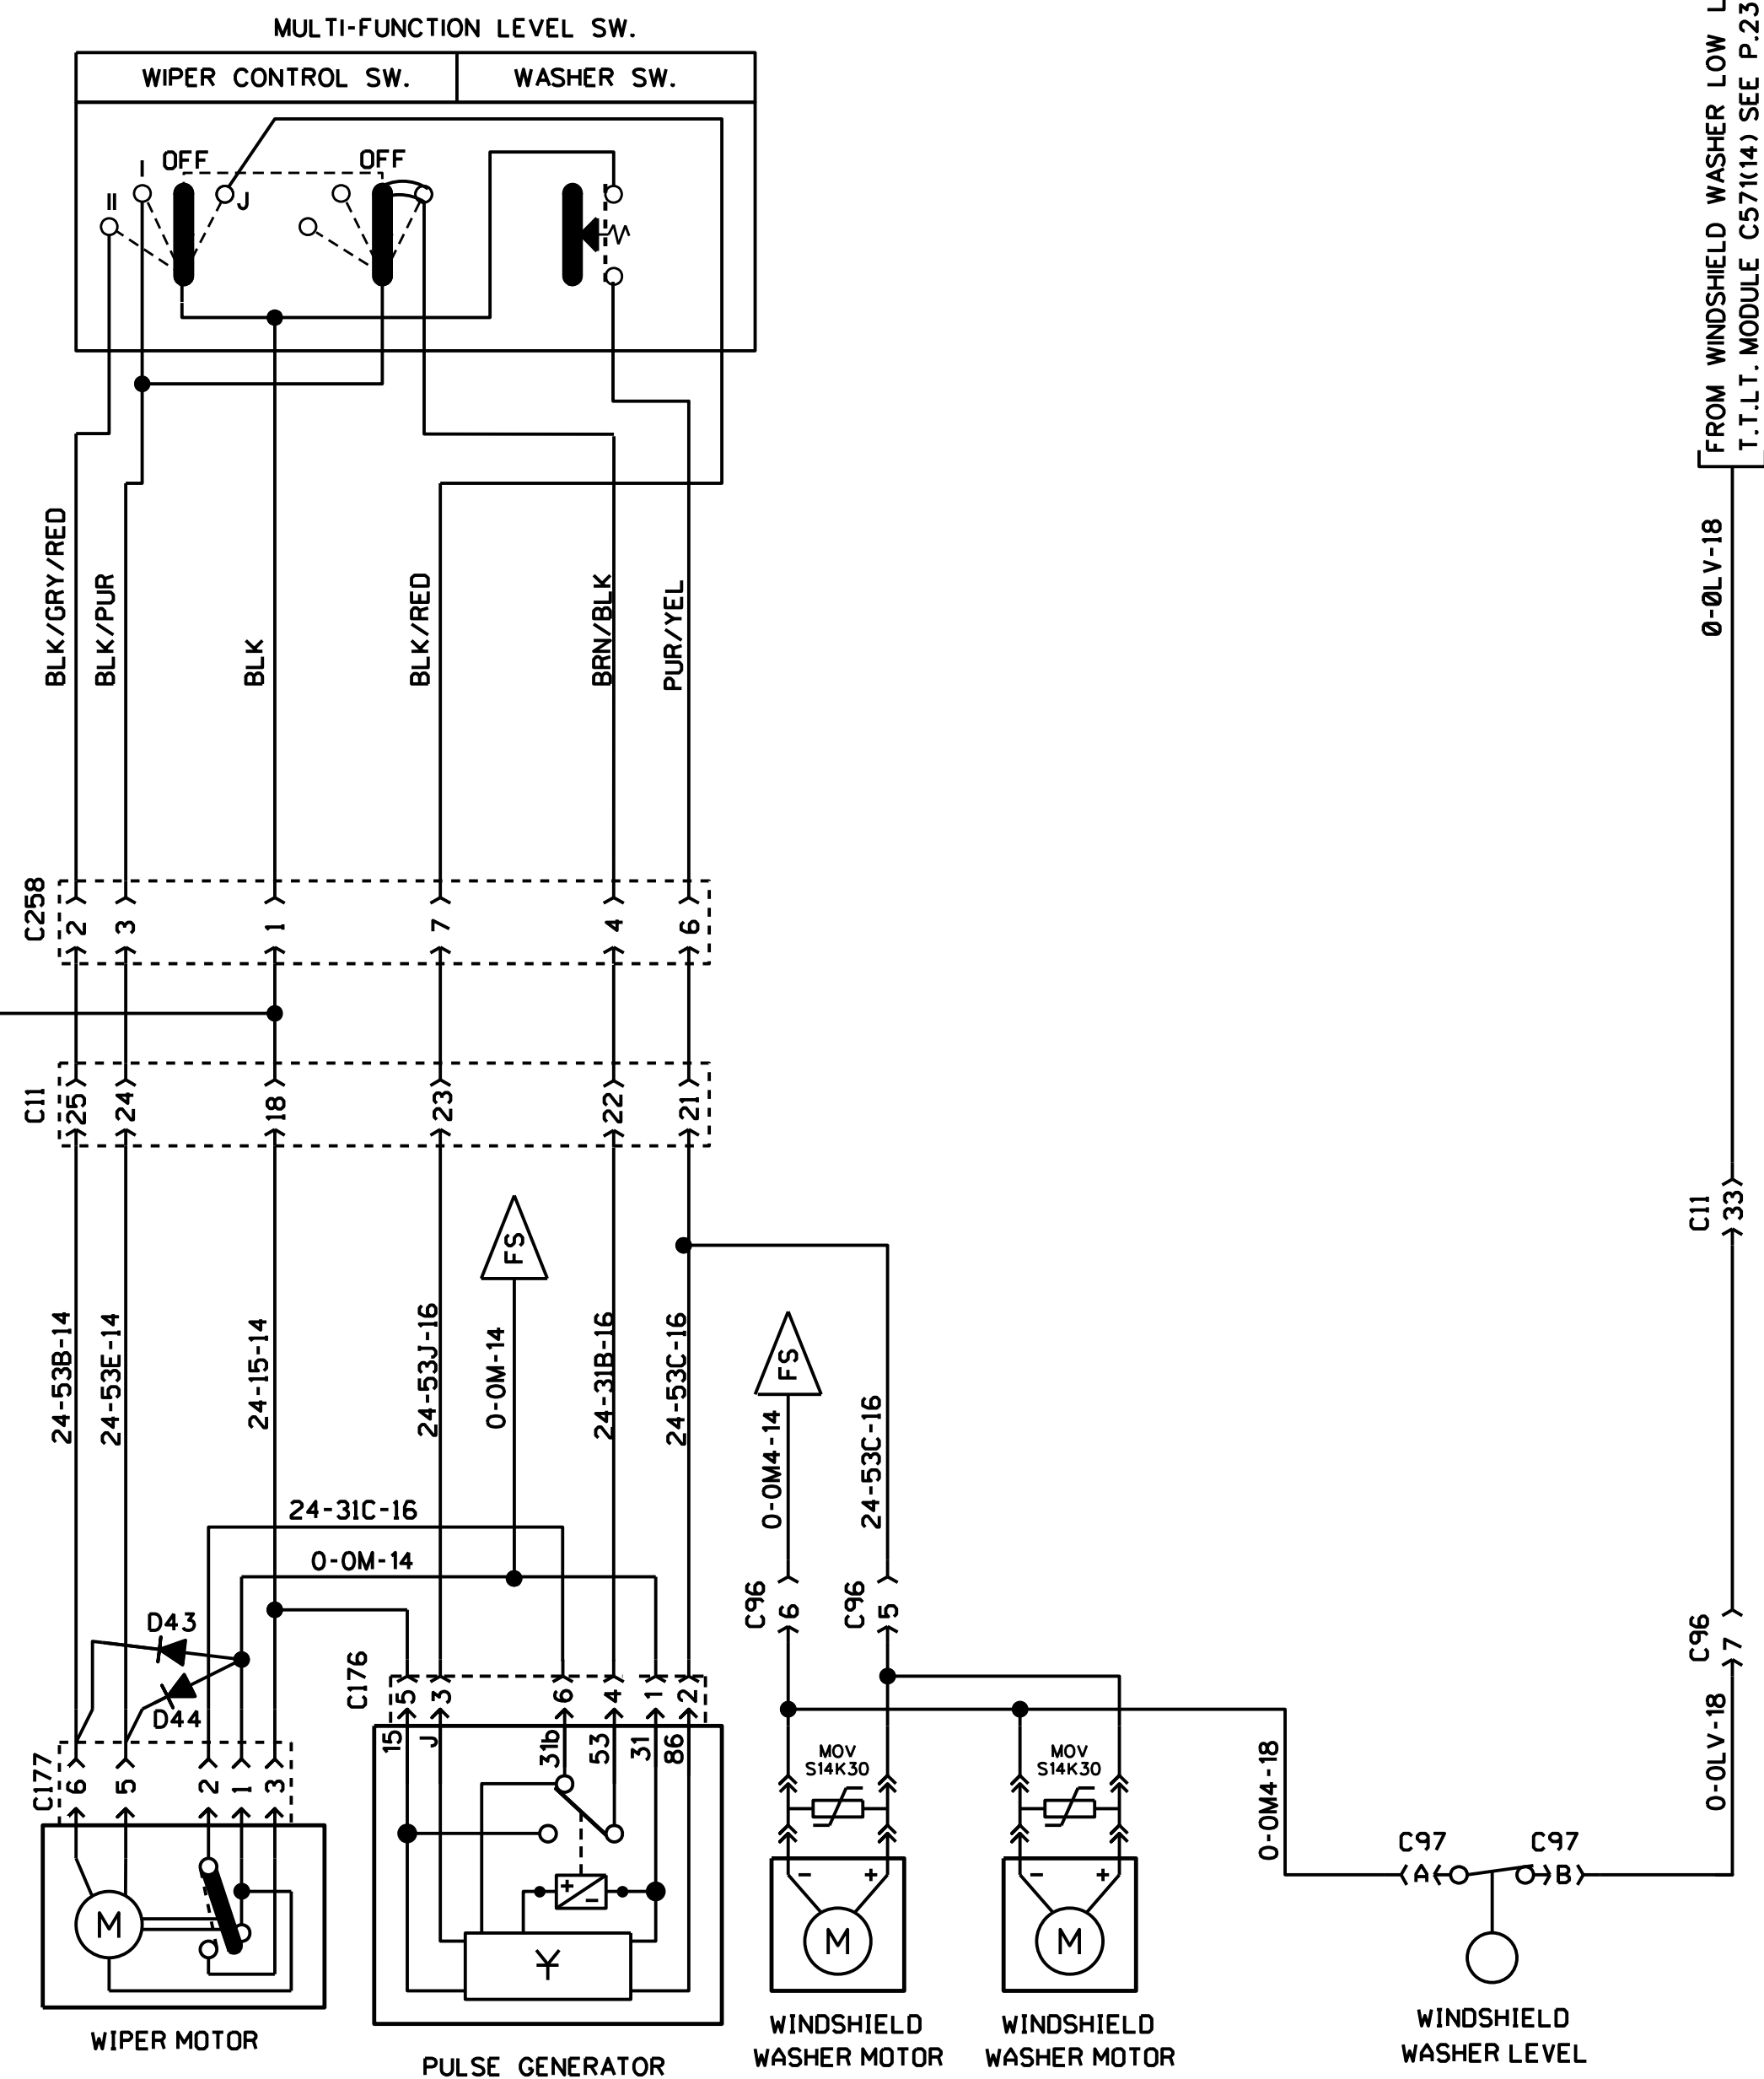 MULTI-FUNCTION LEVEL SW.
WIPER CONTROL SW.
WASHER SW.
I
OFF
OFF
II
J
FROM WINDSHIELD WASHER LOW
T.T.LT. MODULE C571(14) SEE P.23
BLK/GRY/RED
BLK/PUR
BLK
BLK/RED
BRN/BLK
PUR/YEL
0-0LV-18
C258
2
3
1
7
4
6
C11
25
24
18
23
22
21
C11
33
FS
FS
24-53B-14
24-53E-14
24-15-14
24-53J-16
0-0M-14
24-31B-16
24-53C-16
0-0M4-14
24-53C-16
24-31C-16
0-0M-14
C96
6
C96
5
C96
7
D43
D44
C176
5
3
6
4
1
2
15
J
31b
53
31
86
C177
6
5
2
1
3
MOV
S14K30
MOV
S14K30
0-0M4-18
0-0LV-18
C97
C97
A
B
-
+
-
+
+
-
M
M
M
WIPER MOTOR
PULSE GENERATOR
WINDSHIELD
WASHER MOTOR
WINDSHIELD
WASHER MOTOR
WINDSHIELD
WASHER LEVEL